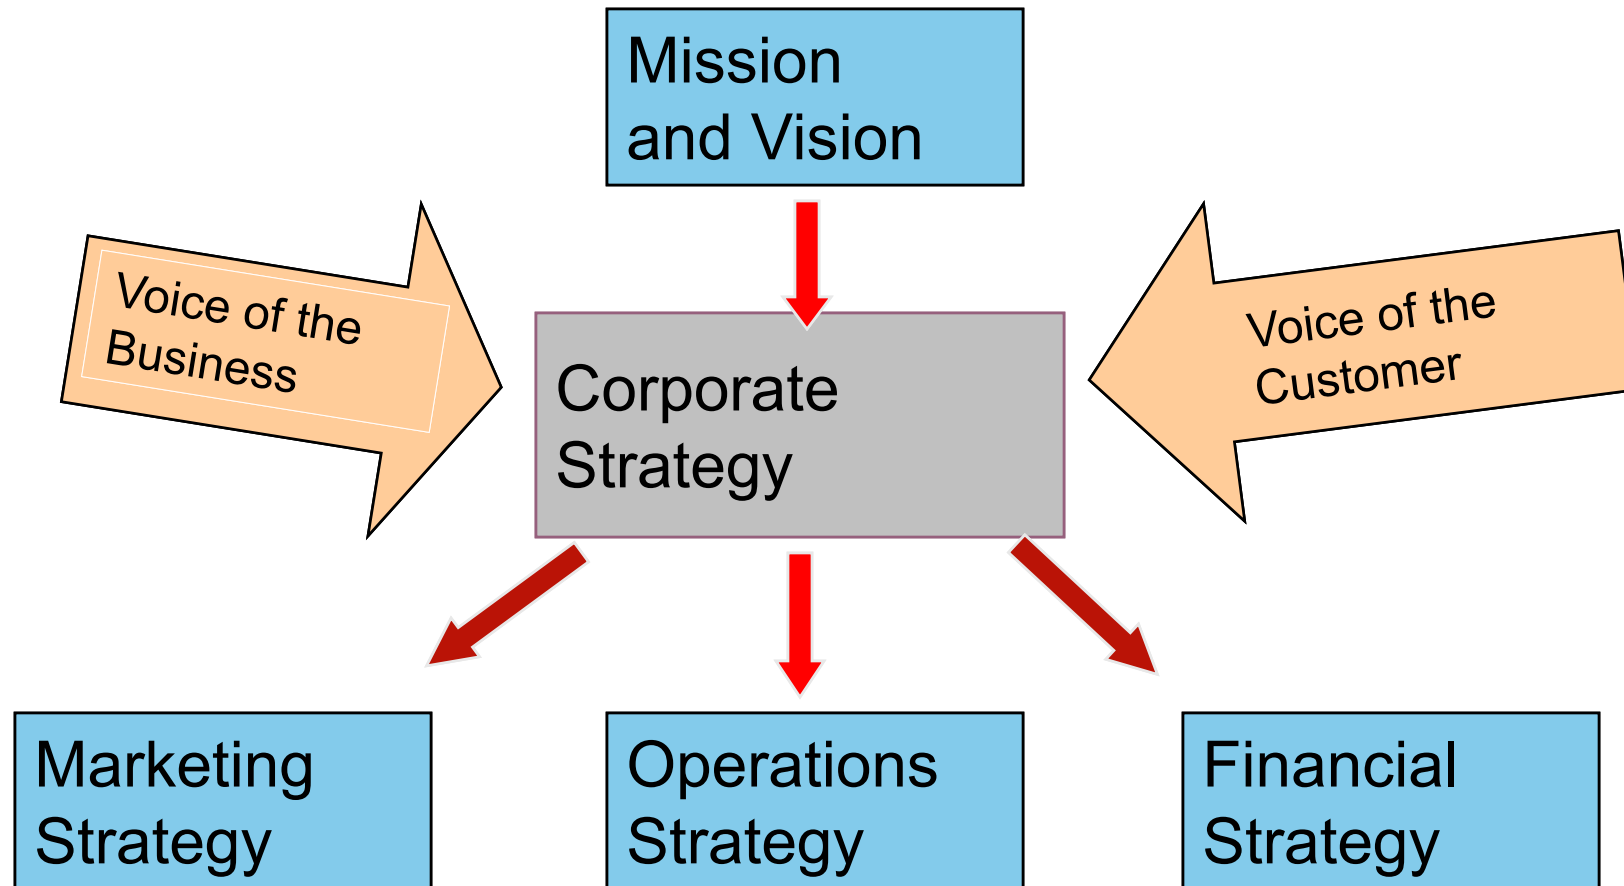 Mission
and Vision
Voice of the
Business
Voice of the
Customer
Corporate
Strategy
Marketing
Strategy
Operations
Strategy
Financial
Strategy